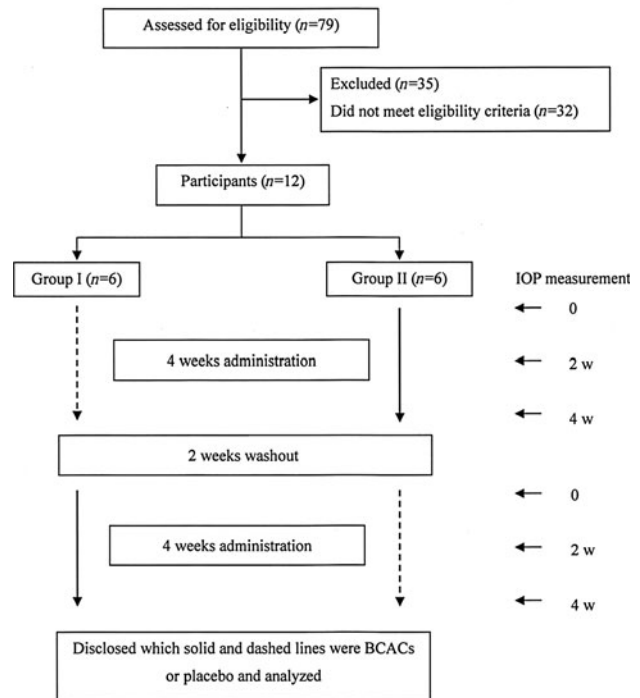 Assessed for eligibility (n=79)
Excluded (n=35)
Did not meet eligibility criteria (n=32)
Participants (n=12)
Group I (n=6)
Group II (n=6)
IOP measurement
0
4 weeks administration
2 w
4 w
2 weeks washout
0
4 weeks administration
2 w
4 w
Disclosed which solid and dashed lines were BCACs
or placebo and analyzed